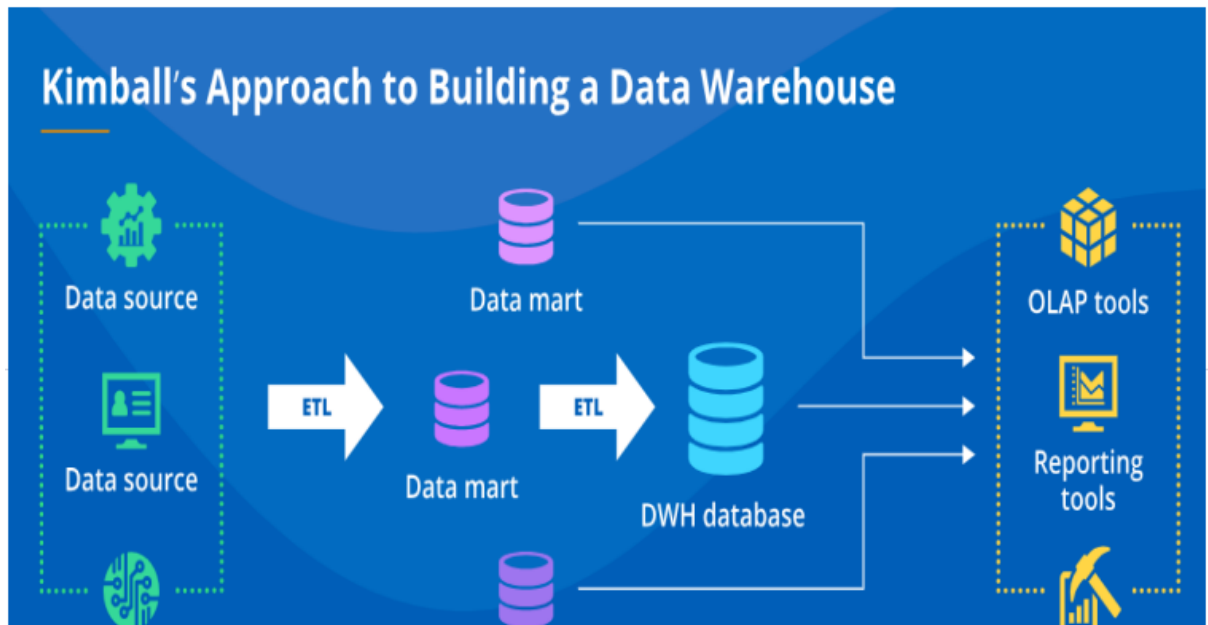 Kimball's Approach to Building a Data Warehouse
Data source
Data mart
OLAP tools
ETL
ETL
Data source
Data mart
DWH database
Reporting
tools